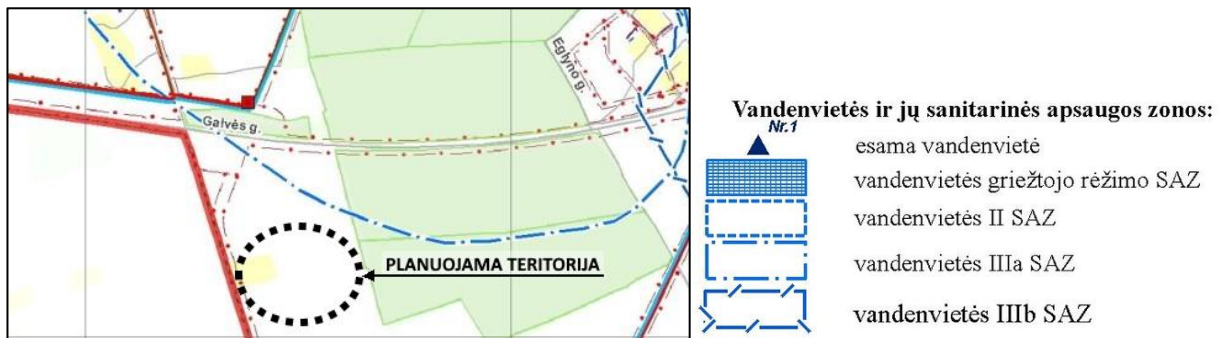 Galvės g.
Eglyno g.
PLANUOJAMA TERITORIJA
Vandenvietės ir jų sanitarinės apsaugos zonos:
Nr.1
esama vandenvietė
vandenvietės griežtojo rėžimo SAZ
vandenvietės II SAZ
vandenvietės IIIa SAZ
vandenvietės IIIb SAZ